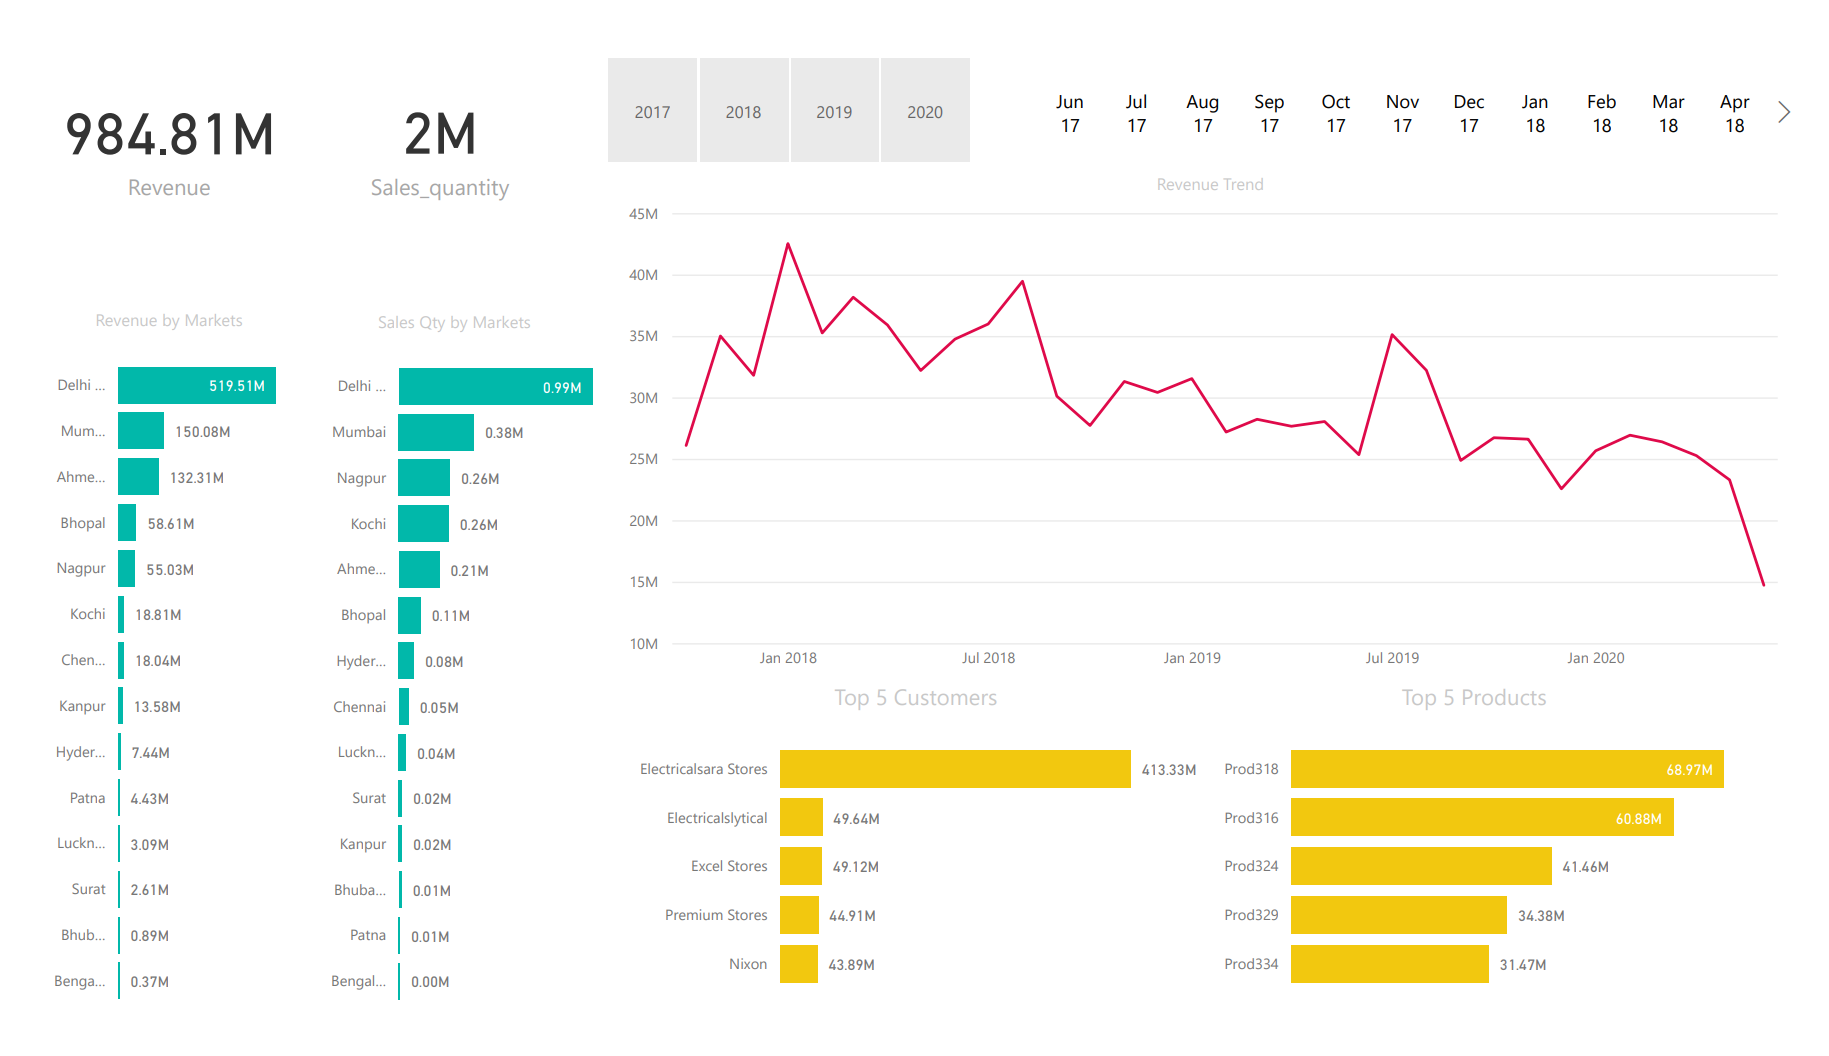 984.81M
Revenue
2M
Sales_quantity
2017 2018 2019 2020
Jun 17 Jul 17 Aug 17 Sep 17 Oct 17 Nov 17 Dec 17 Jan 18 Feb 18 Mar 18 Apr 18
Revenue by Markets
Delhi ... 519.51M
Mum... 150.08M
Ahme... 132.31M
Bhopal 58.61M
Nagpur 55.03M
Kochi 18.81M
Chen... 18.04M
Kanpur 13.58M
Hyder... 7.44M
Patna 4.43M
Luckn... 3.09M
Surat 2.61M
Bhub... 0.89M
Benga... 0.37M
Sales Qty by Markets
Delhi ... 0.99M
Mumbai 0.38M
Nagpur 0.26M
Kochi 0.26M
Ahme... 0.21M
Bhopal 0.11M
Hyder... 0.08M
Chennai 0.05M
Luckn... 0.04M
Surat 0.02M
Kanpur 0.02M
Bhuba... 0.01M
Patna 0.01M
Bengal... 0.00M
Revenue Trend
45M
40M
35M
30M
25M
20M
15M
10M
Jan 2018 Jul 2018 Jan 2019 Jul 2019 Jan 2020
Top 5 Customers
Electricalsara Stores 413.33M
Electricalslytical 49.64M
Excel Stores 49.12M
Premium Stores 44.91M
Nixon 43.89M
Top 5 Products
Prod318 68.97M
Prod316 60.88M
Prod324 41.46M
Prod329 34.38M
Prod334 31.47M